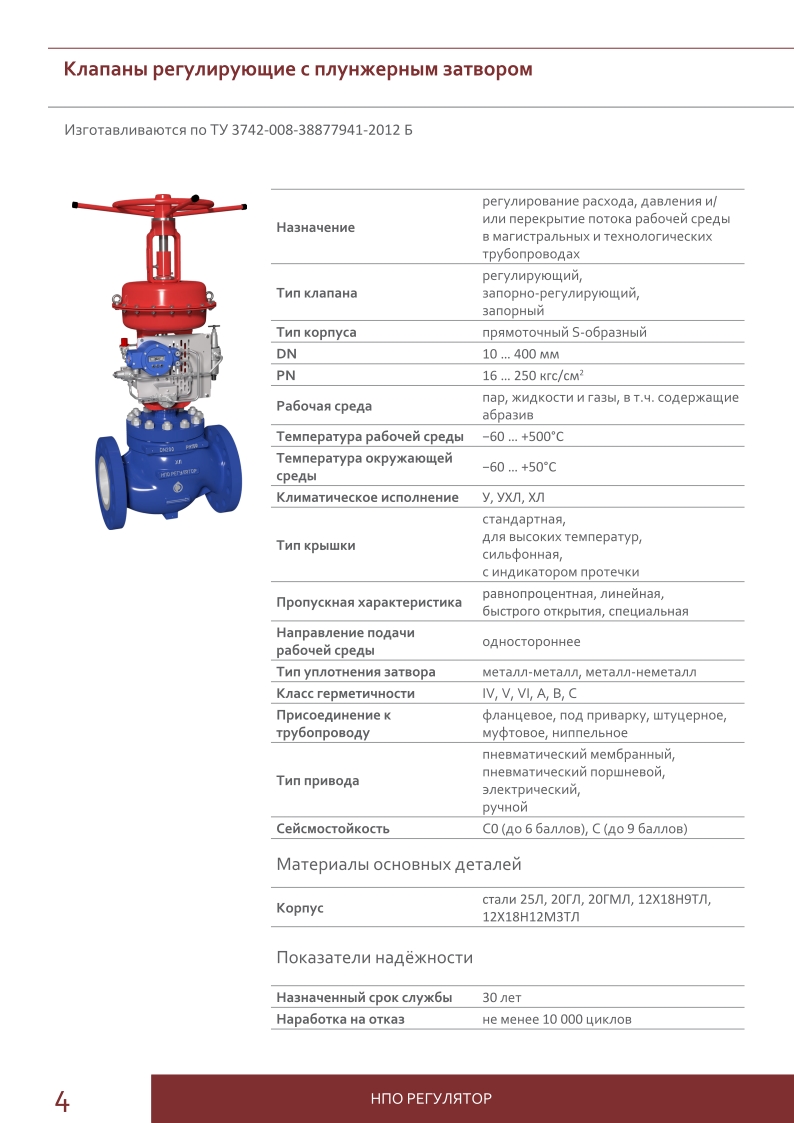 Клапаны регулирующие с плунжерным затвором
Изготавливаются по ТУ 3742-008-38877941-2012 Б
Назначение
регулирование расхода, давления и/
или перекрытие потока рабочей среды
в магистральных и технологических
трубопроводах
Тип клапана
регулирующий,
запорно-регулирующий,
запорный
Тип корпуса
прямоточный S-образный
DN
10 ... 400 мм
PN
16 ... 250 кгс/см²
Рабочая среда
пар, жидкости и газы, в т.ч. содержащие
абразив
Температура рабочей среды
−60 ... +500°C
Температура окружающей
среды
−60 ... +50°C
Климатическое исполнение
У, УХЛ, ХЛ
Тип крышки
стандартная,
для высоких температур,
сильфонная,
с индикатором протечки
Пропускная характеристика
равнопроцентная, линейная,
быстрого открытия, специальная
Направление подачи
рабочей среды
одностороннее
Тип уплотнения затвора
металл-металл, металл-неметалл
Класс герметичности
IV, V, VI, A, B, C
Присоединение к
трубопроводу
фланцевое, под приварку, штуцерное,
муфтовое, ниппельное
Тип привода
пневматический мембранный,
пневматический поршневой,
электрический,
ручной
Сейсмостойкость
С0 (до 6 баллов), С (до 9 баллов)
Материалы основных деталей
Корпус
стали 25Л, 20ГЛ, 20ГМЛ, 12Х18Н9ТЛ,
12Х18Н12М3ТЛ
Показатели надёжности
Назначенный срок службы
30 лет
Наработка на отказ
не менее 10 000 циклов
DN200
УЛ
НПО РЕГУЛЯТОР
4
НПО РЕГУЛЯТОР